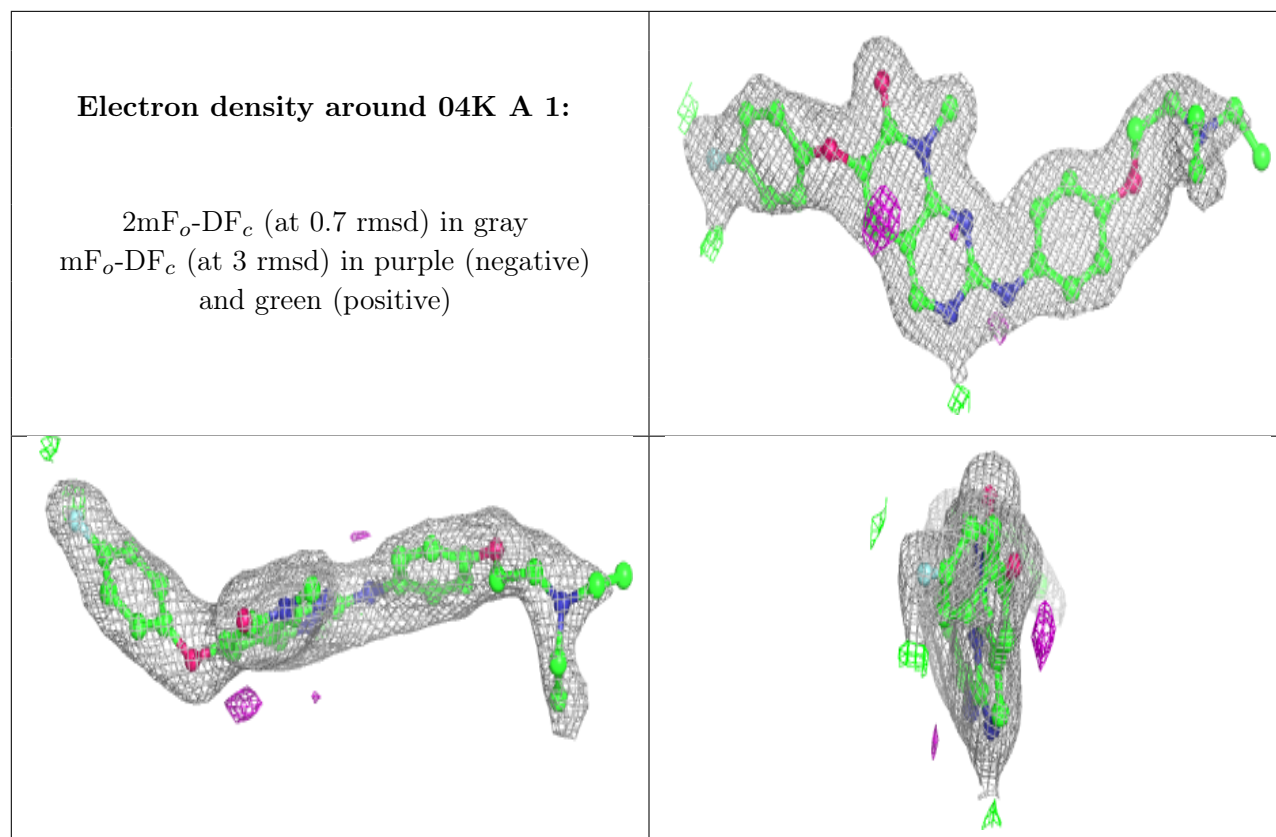 Electron density around 04K A 1:
2mFo-DFc (at 0.7 rmsd) in gray
mFo-DFc (at 3 rmsd) in purple (negative)
and green (positive)